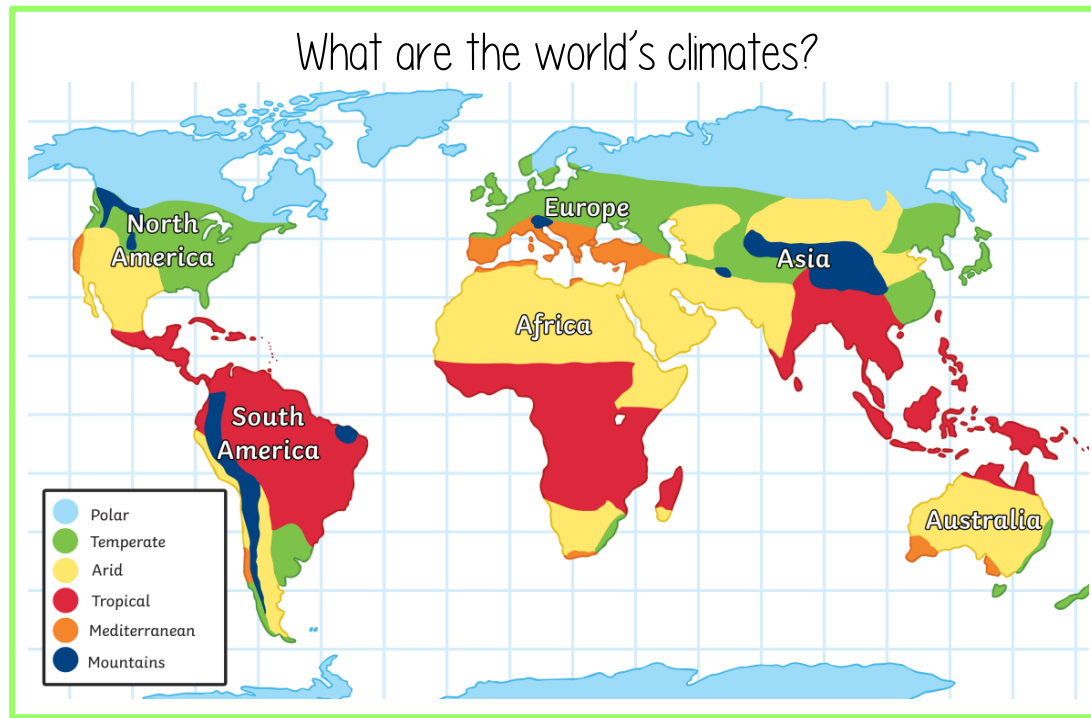 What are the world's climates?
North
America
Europe
Asia
Africa
South
America
Australia
Polar
Temperate
Arid
Tropical
Mediterranean
Mountains